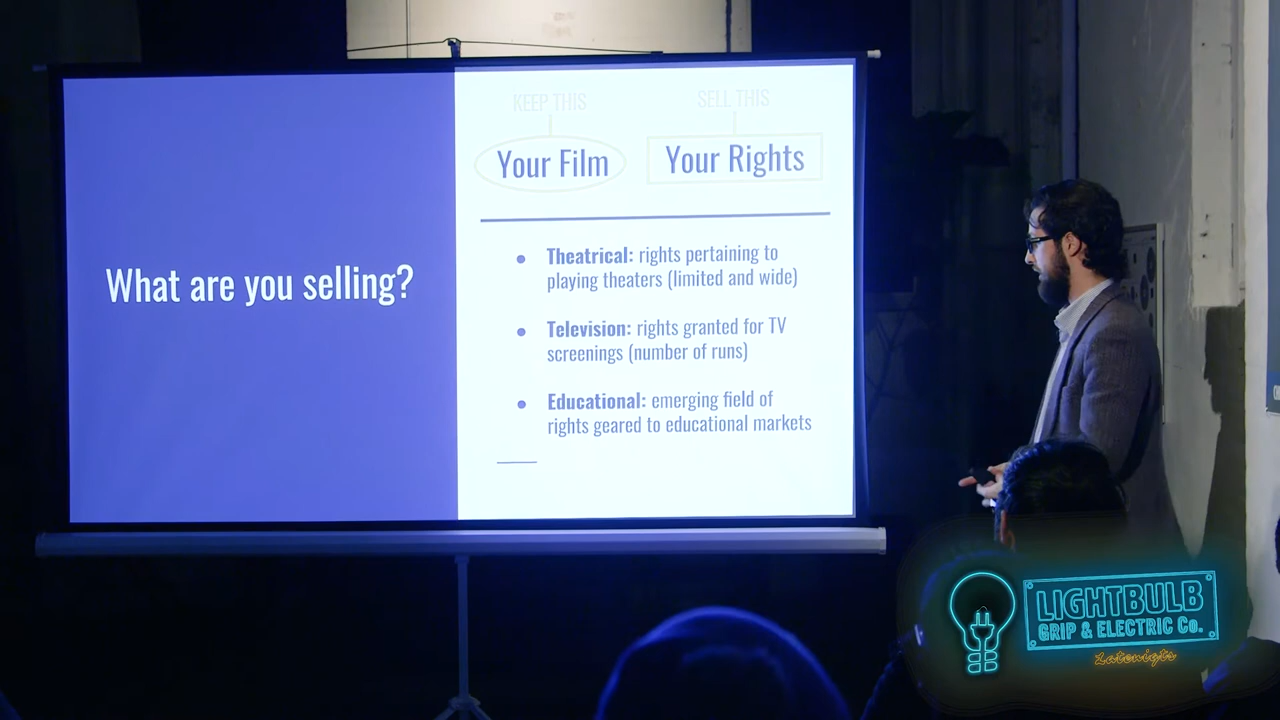 What are you selling?
KEEP THIS
SELL THIS
Your Film
Your Rights
Theatrical: rights pertaining to
playing theaters (limited and wide)
Television: rights granted for TV
screenings (number of runs)
Educational: emerging field of
rights geared to educational markets
LIGHTBULB
GRIP & ELECTRIC Co.
Latenigts